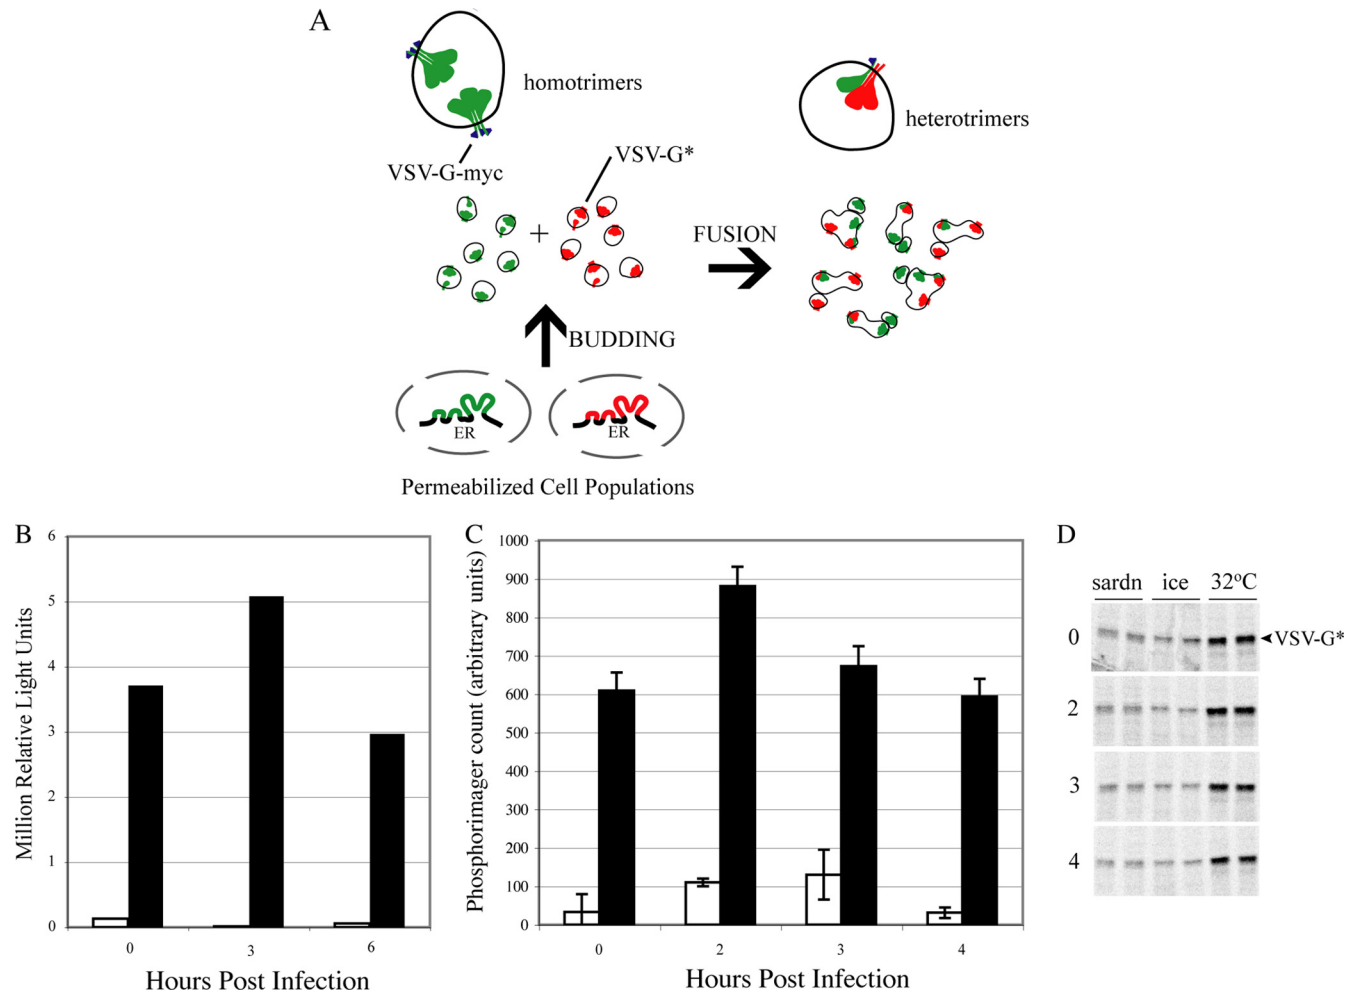 A
homotrimers
heterotrimers
VSV-G-myc
VSV-G*
+
FUSION
BUDDING
ER
ER
Permeabilized Cell Populations
B
Million Relative Light Units
6
5
4
3
2
1
0
0
3
6
Hours Post Infection
C
Phosphorimager count (arbitrary units)
1000
900
800
700
600
500
400
300
200
100
0
0
2
3
4
Hours Post Infection
D
sardn ice 32°C
0
VSV-G*
2
3
4